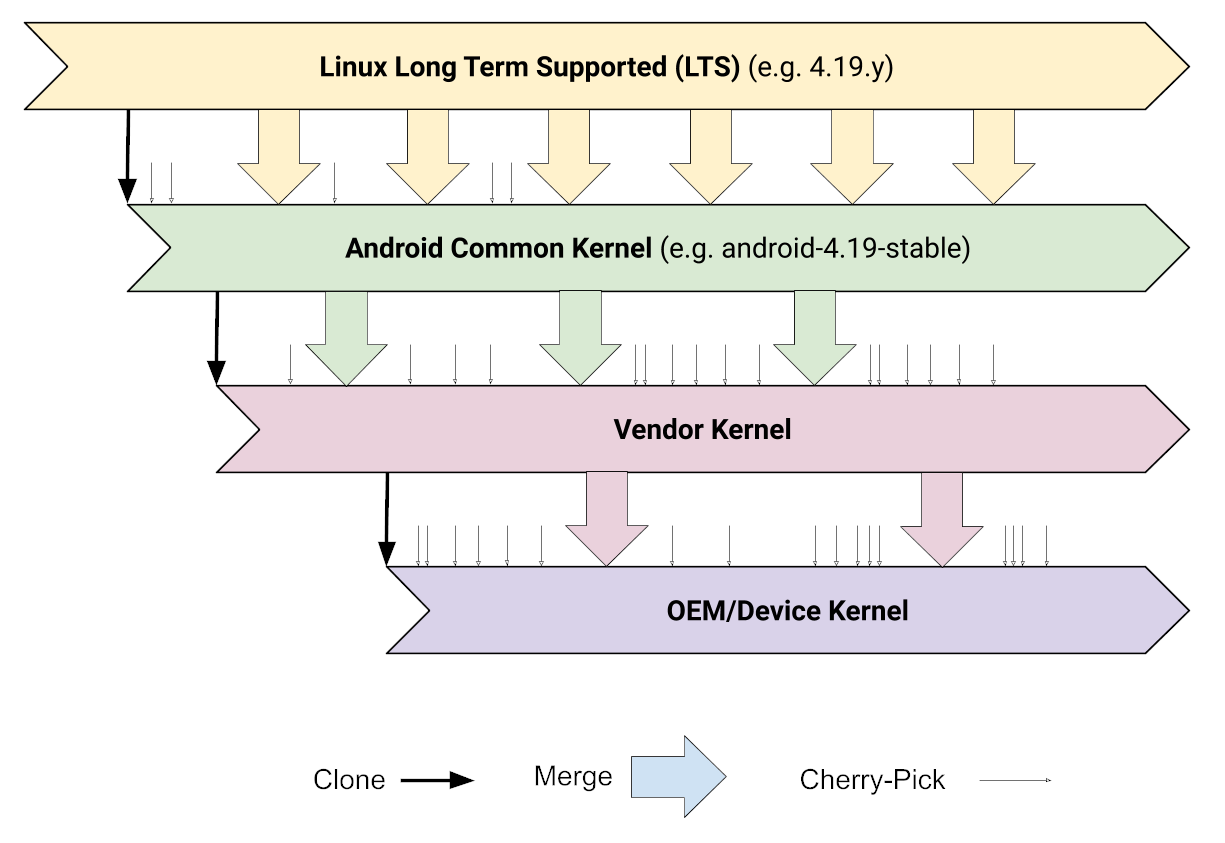 Linux Long Term Supported (LTS) (e.g. 4.19.y)
Android Common Kernel (e.g. android-4.19-stable)
Vendor Kernel
OEM/Device Kernel
Clone
Merge
Cherry-Pick